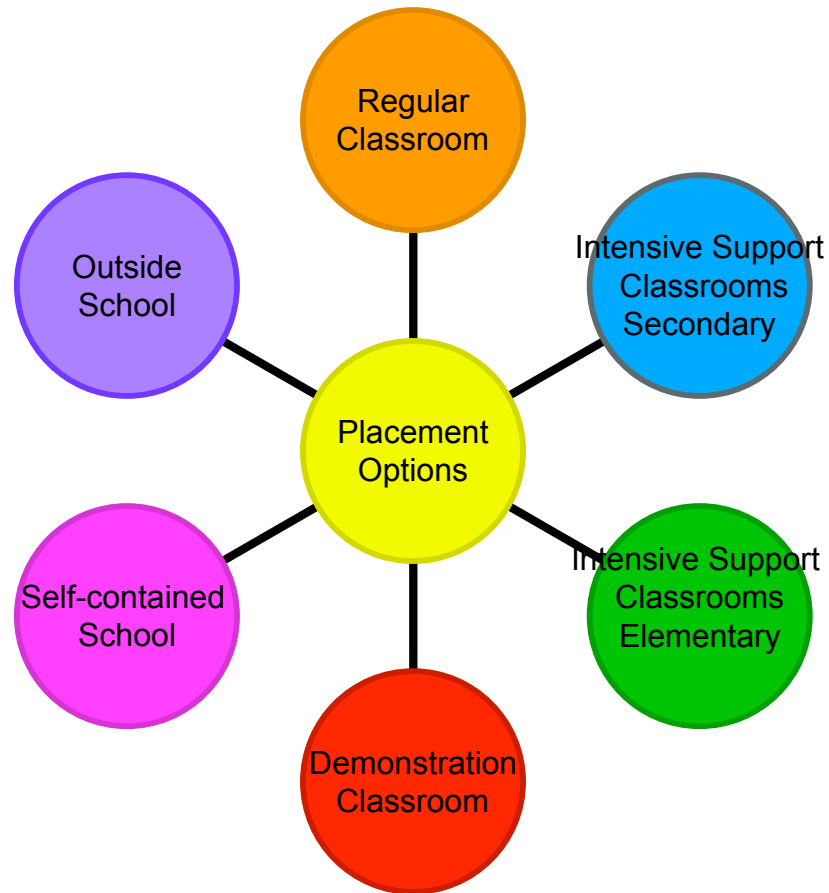 Regular
Classroom
Intensive Support
Classrooms
Secondary
Outside
School
Placement
Options
Intensive Support
Classrooms
Elementary
Self-contained
School
Demonstration
Classroom